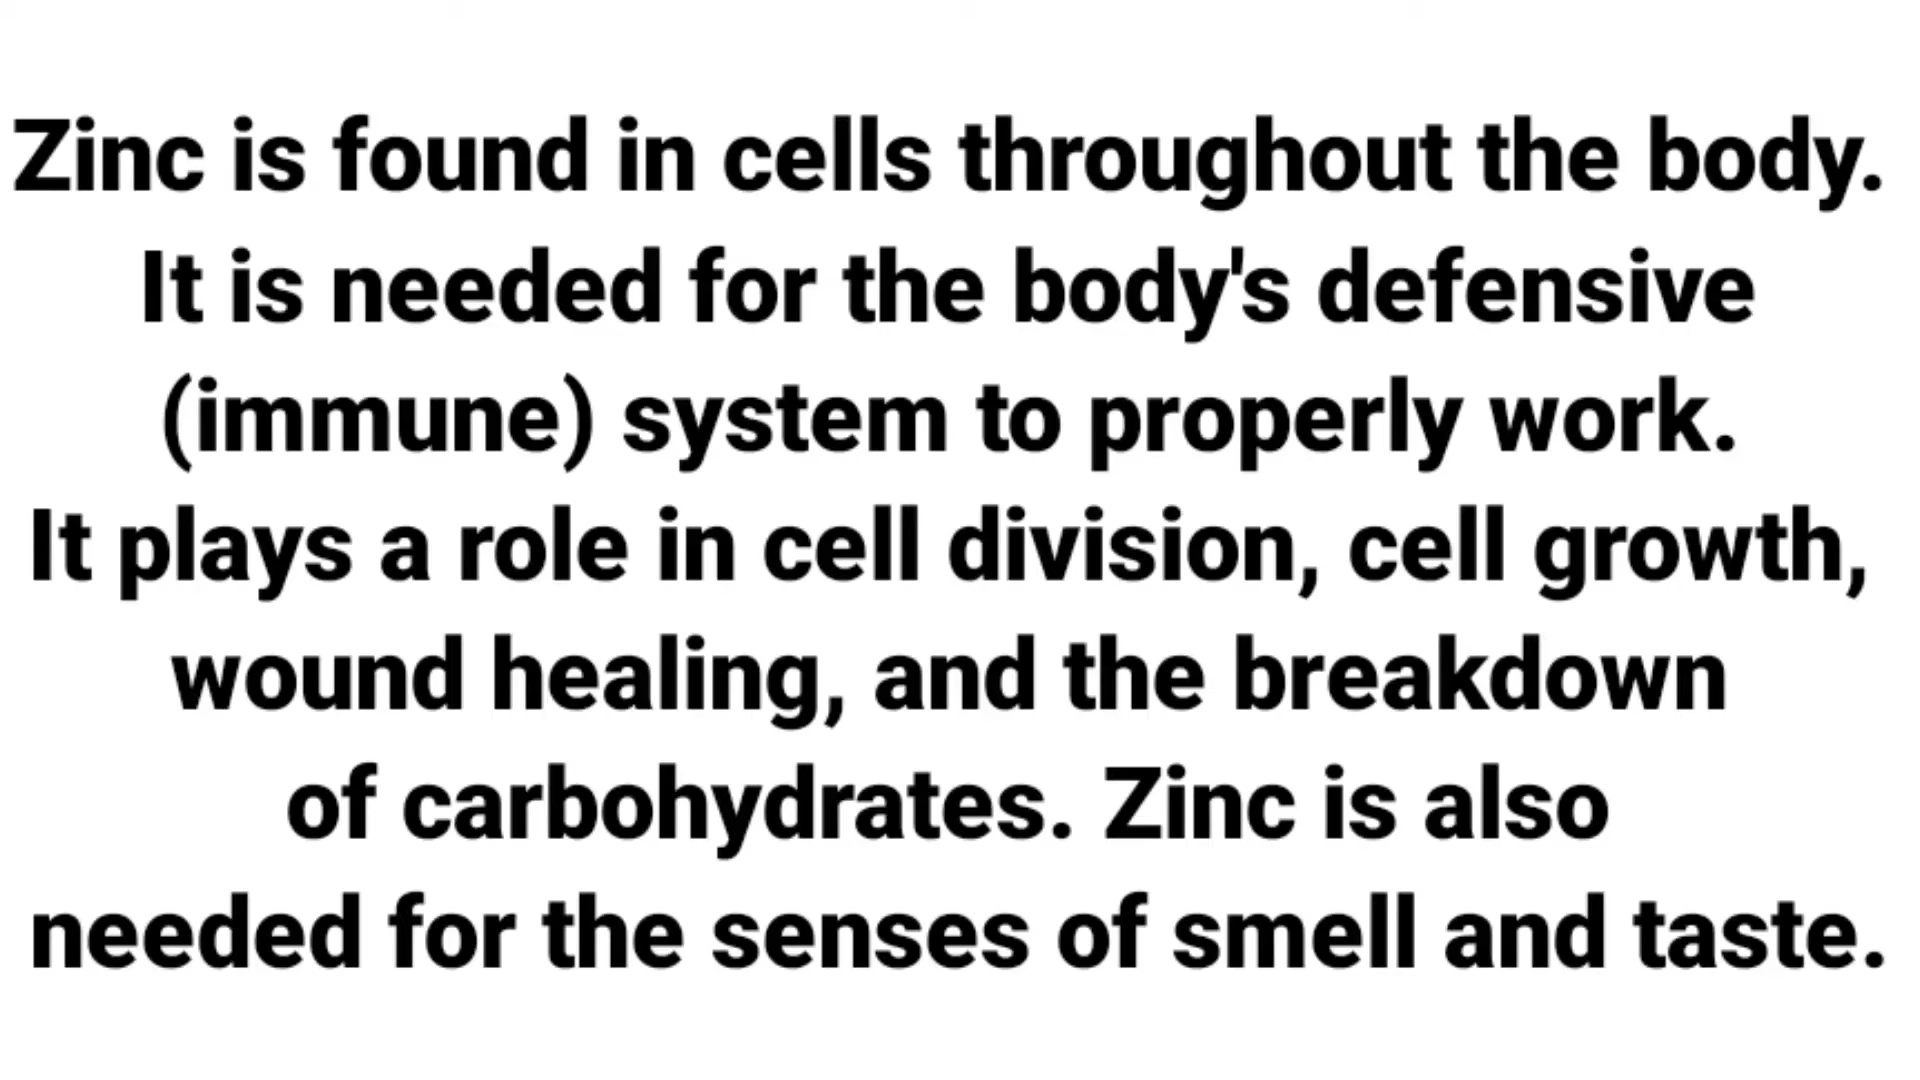 Zinc is found in cells throughout the body.
It is needed for the body's defensive
(immune) system to properly work.
It plays a role in cell division, cell growth,
wound healing, and the breakdown
of carbohydrates. Zinc is also
needed for the senses of smell and taste.